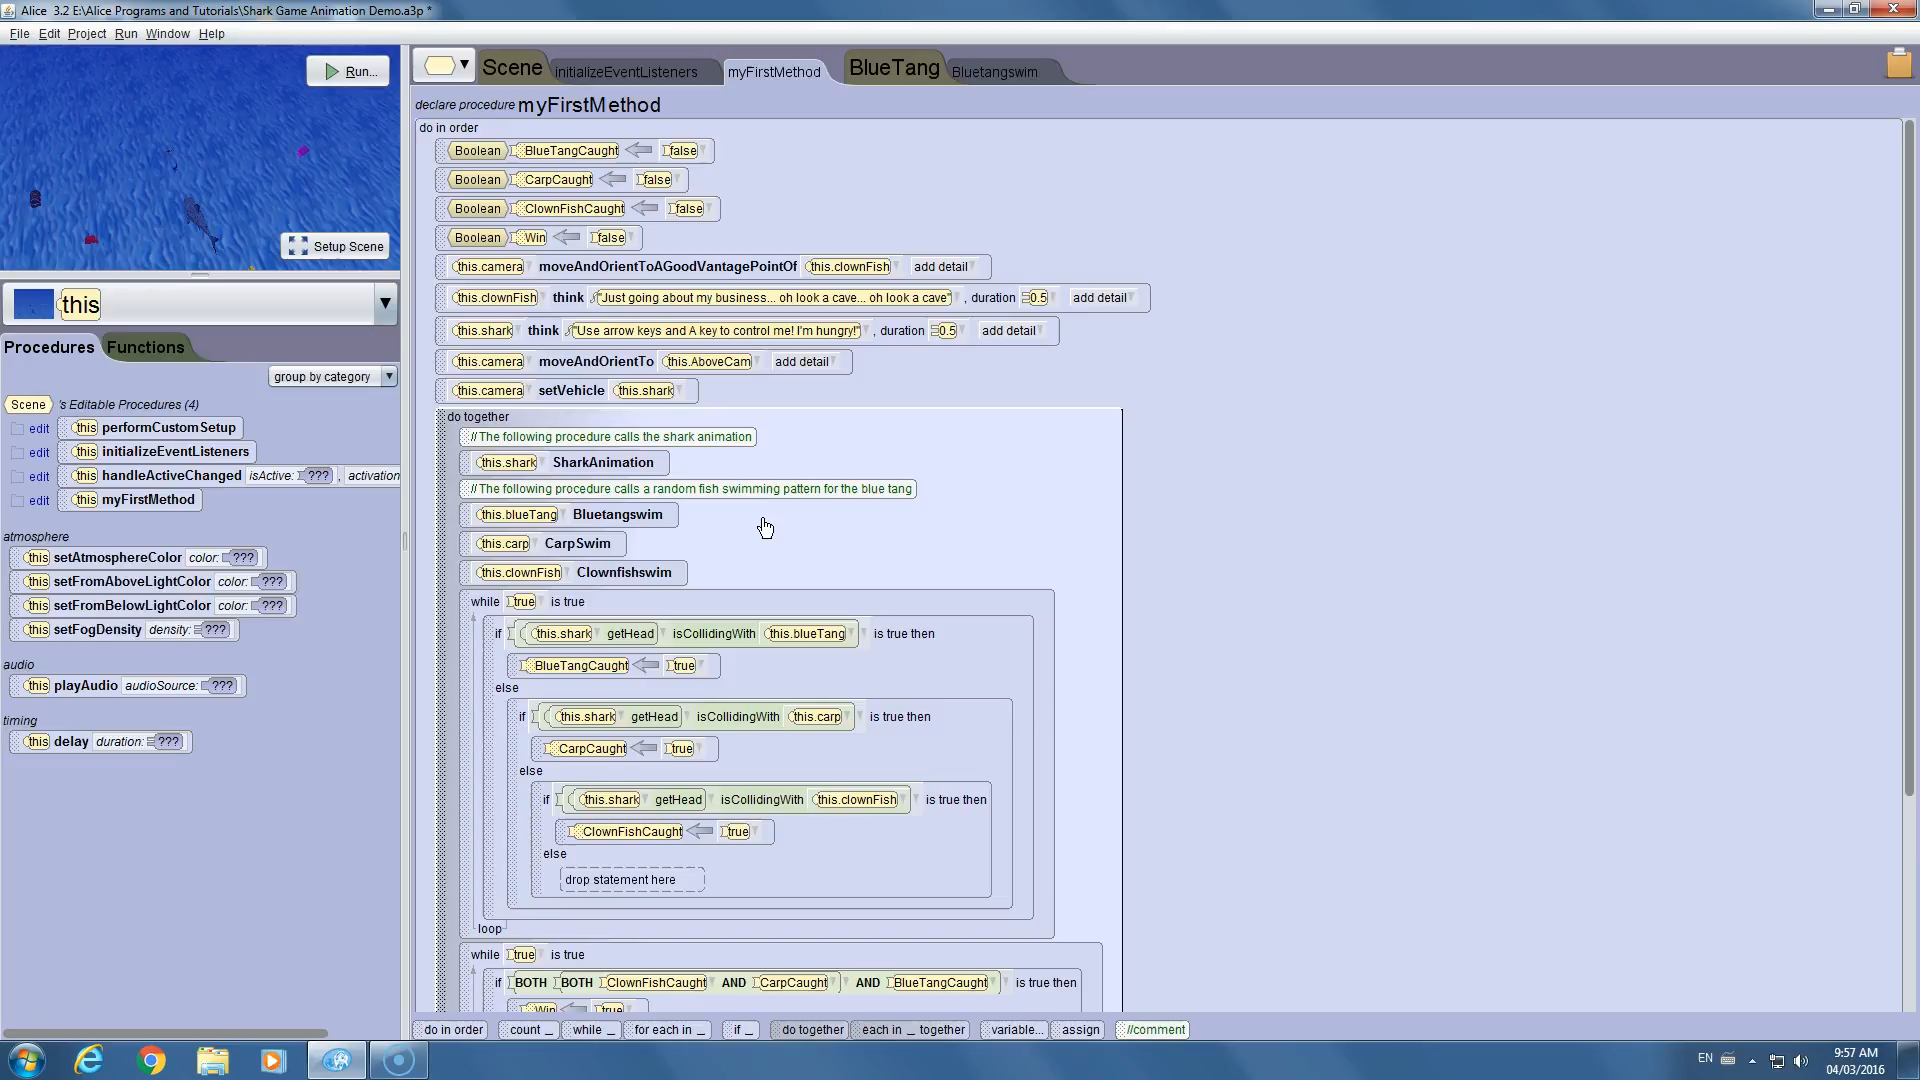 Alice 3.2 E:\Alice Programs and Tutorials\Shark Game Animation Demo.a3p *
File Edit Project Run Window Help
Run...
Setup Scene
this
Procedures Functions
group by category
Scene 's Editable Procedures (4)
edit this performCustomSetup
edit this initializeEventListeners
edit this handleActiveChanged isActive: ??? , activation
edit this myFirstMethod
atmosphere
this setAtmosphereColor color: ???
this setFromAboveLightColor color: ???
this setFromBelowLightColor color: ???
this setFogDensity density: ???
audio
this playAudio audioSource: ???
timing
this delay duration: ???
Scene initializeEventListeners myFirstMethod BlueTang Bluetangswim
declare procedure myFirstMethod
do in order
Boolean BlueTangCaught false
Boolean CarpCaught false
Boolean ClownFishCaught false
Boolean Win false
this.camera moveAndOrientToAGoodVantagePointOf this.clownFish add detail
this.clownFish think "Just going about my business... oh look a cave... oh look a cave" , duration 0.5 add detail
this.shark think "Use arrow keys and A key to control me! I'm hungry!" , duration 0.5 add detail
this.camera moveAndOrientTo this.AboveCam add detail
this.camera setVehicle this.shark
do together
//The following procedure calls the shark animation
this.shark SharkAnimation
//The following procedure calls a random fish swimming pattern for the blue tang
this.blueTang Bluetangswim
this.carp CarpSwim
this.clownFish Clownfishswim
while true is true
if this.shark getHead isCollidingWith this.blueTang is true then
BlueTangCaught true
else
if this.shark getHead isCollidingWith this.carp is true then
CarpCaught true
else
if this.shark getHead isCollidingWith this.clownFish is true then
ClownFishCaught true
else
drop statement here
loop
while true is true
if BOTH BOTH ClownFishCaught AND CarpCaught AND BlueTangCaught is true then
Win true
do in order count _ while _ for each in _ if _ do together each in _ together variable... assign //comment
EN
9:57 AM
04/03/2016